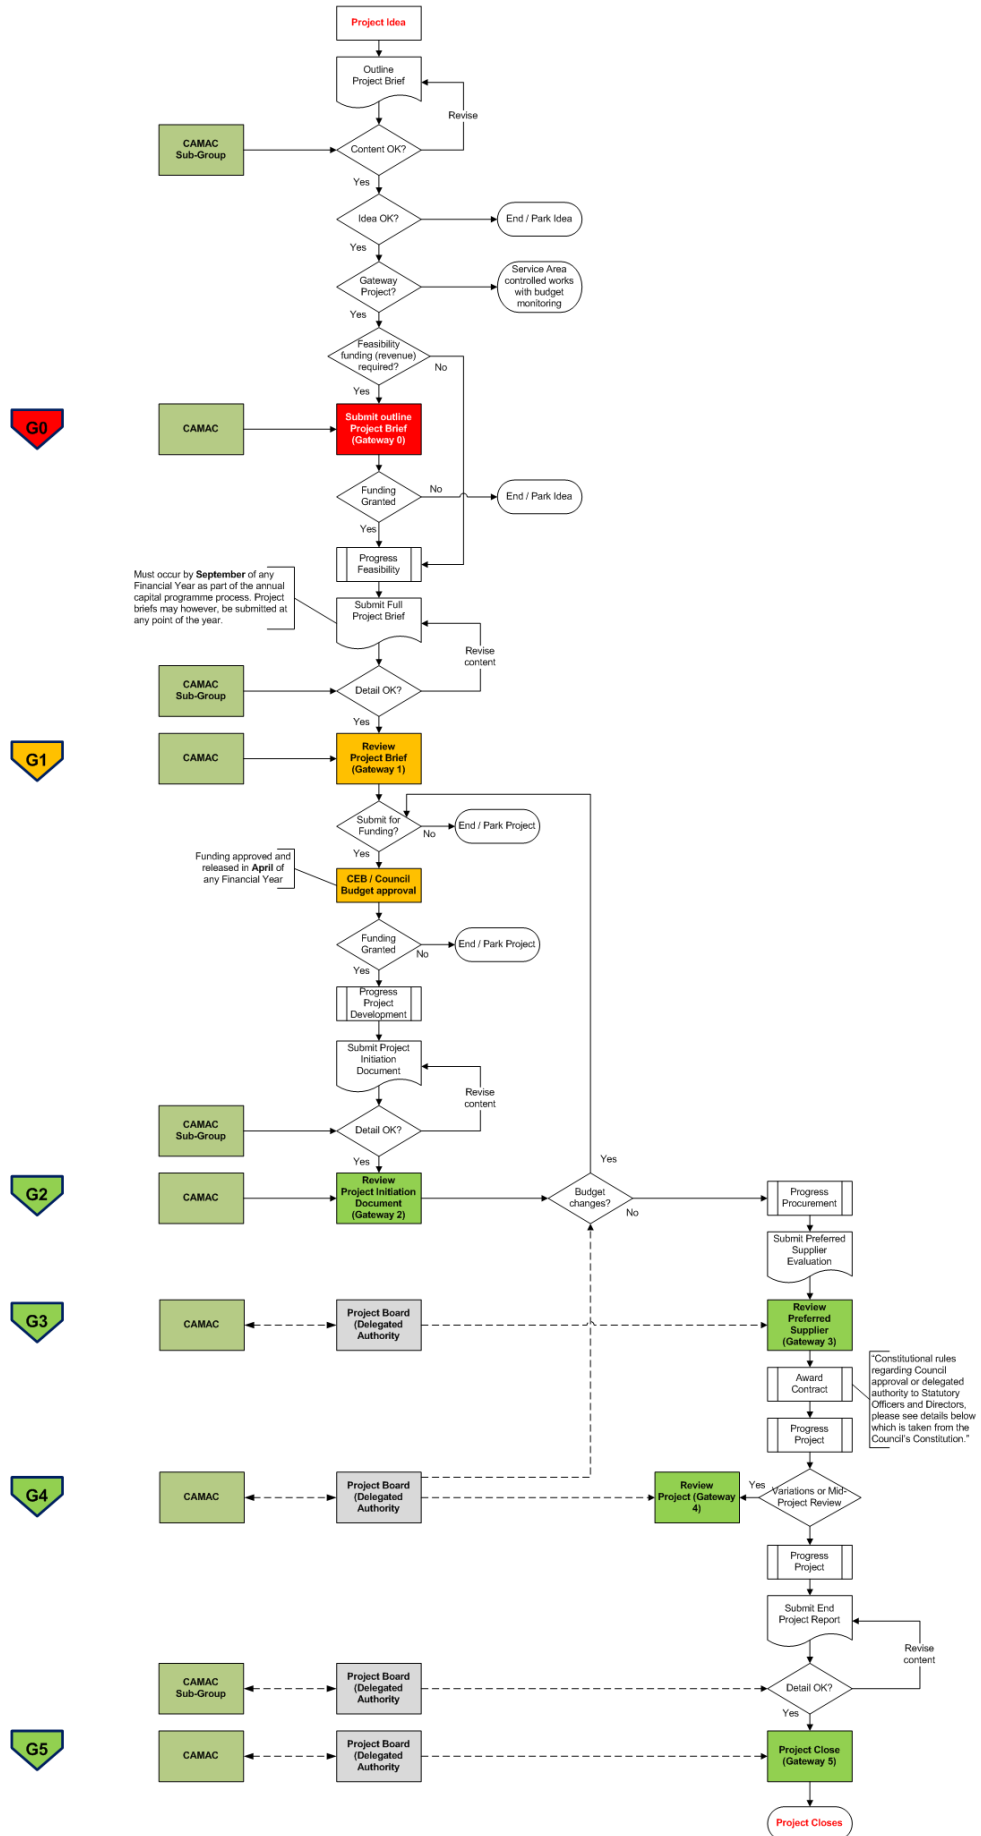 Project Idea
Outline
Project Brief
Revise
CAMAC
Sub-Group
Content OK?
Yes
Idea OK?
End / Park Idea
Yes
Gateway
Project?
Service Area
controlled works
with budget
monitoring
Yes
Feasibility
funding (revenue)
required?
No
Yes
G0
CAMAC
Submit outline
Project Brief
(Gateway 0)
Funding
Granted
No
End / Park Idea
Yes
Progress
Feasibility
Must occur by September of any
Financial Year as part of the annual
capital programme process. Project
briefs may however, be submitted at
any point of the year.
Submit Full
Project Brief
Revise
content
CAMAC
Sub-Group
Detail OK?
Yes
G1
CAMAC
Review
Project Brief
(Gateway 1)
Submit for
Funding?
No
End / Park Project
Yes
Funding approved and
released in April of
any Financial Year
CEB / Council
Budget approval
Funding
Granted
No
End / Park Project
Yes
Progress
Project
Development
Submit Project
Initiation
Document
Revise
content
CAMAC
Sub-Group
Detail OK?
Yes
G2
CAMAC
Review
Project Initiation
Document
(Gateway 2)
Yes
Budget
changes?
No
Progress
Procurement
Submit Preferred
Supplier
Evaluation
G3
CAMAC
Project Board
(Delegated
Authority
Review
Preferred
Supplier
(Gateway 3)
Award
Contract
"Constitutional rules
regarding Council
approval or delegated
authority to Statutory
Officers and Directors,
please see details below
which is taken from the
Council's Constitution."
Progress
Project
G4
CAMAC
Project Board
(Delegated
Authority
Review
Project (Gateway
4)
Yes
Variations or Mid-
Project Review
Progress
Project
Submit End
Project Report
Revise
content
CAMAC
Sub-Group
Project Board
(Delegated
Authority
Detail OK?
Yes
G5
CAMAC
Project Board
(Delegated
Authority
Project Close
(Gateway 5)
Project Closes